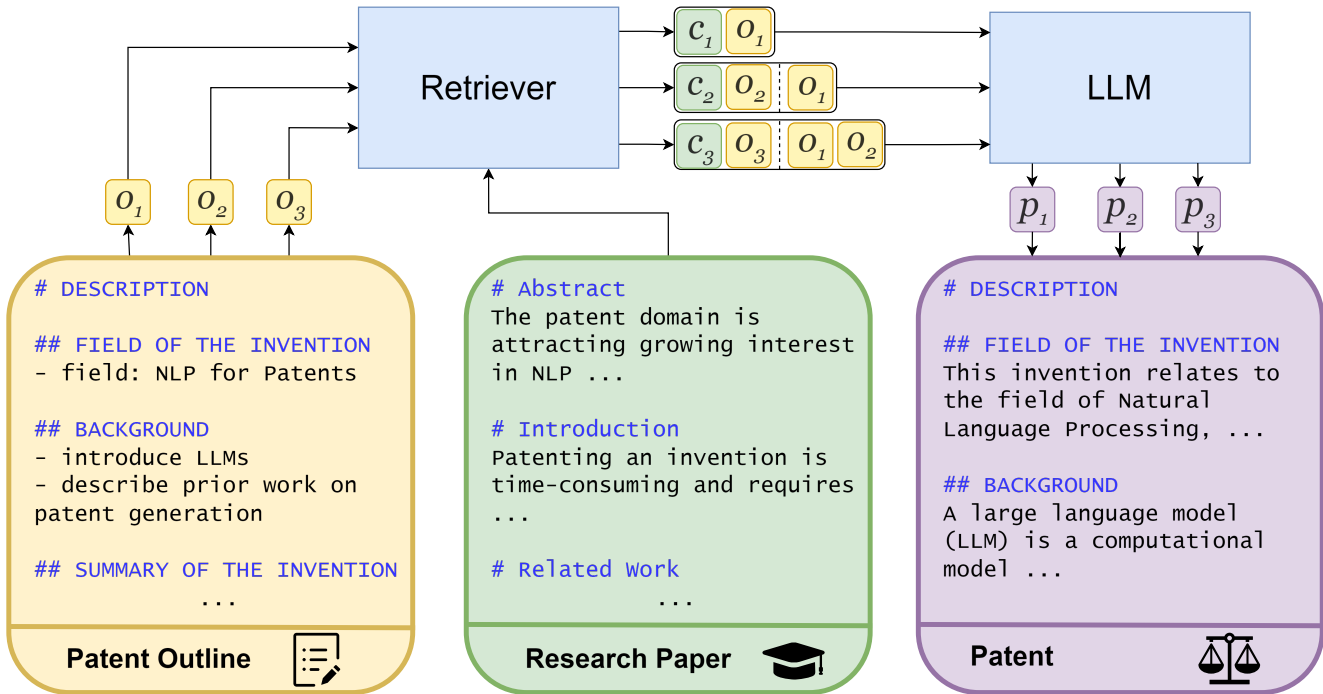 Retriever
c1 o1
c2 o2 o1
c3 o3 o1 o2
LLM
o1 o2 o3
p1 p2 p3
# DESCRIPTION
## FIELD OF THE INVENTION
- field: NLP for Patents
## BACKGROUND
- introduce LLMs
- describe prior work on
patent generation
## SUMMARY OF THE INVENTION
...
Patent Outline
# Abstract
The patent domain is
attracting growing interest
in NLP ...
# Introduction
Patenting an invention is
time-consuming and requires
...
# Related Work
...
Research Paper
# DESCRIPTION
## FIELD OF THE INVENTION
This invention relates to
the field of Natural
Language Processing, ...
## BACKGROUND
A large language model
(LLM) is a computational
model ...
Patent